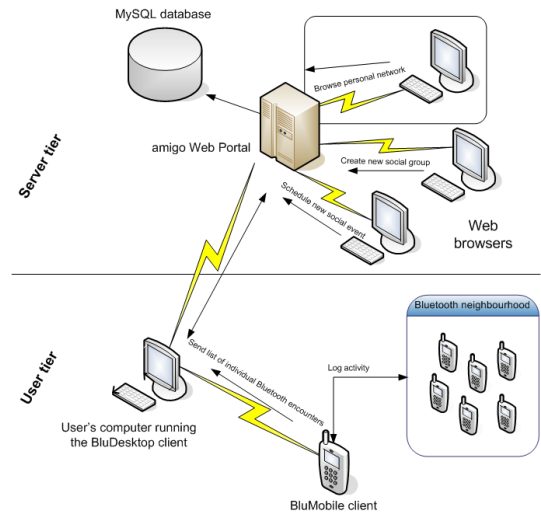 MySQL database
Browse personal network
amigo Web Portal
Create new social group
Schedule new social event
Web
browsers
Server tier
Bluetooth neighbourhood
User tier
Send list of individual Bluetooth encounters
Log activity
User's computer running
the BluDesktop client
BluMobile client